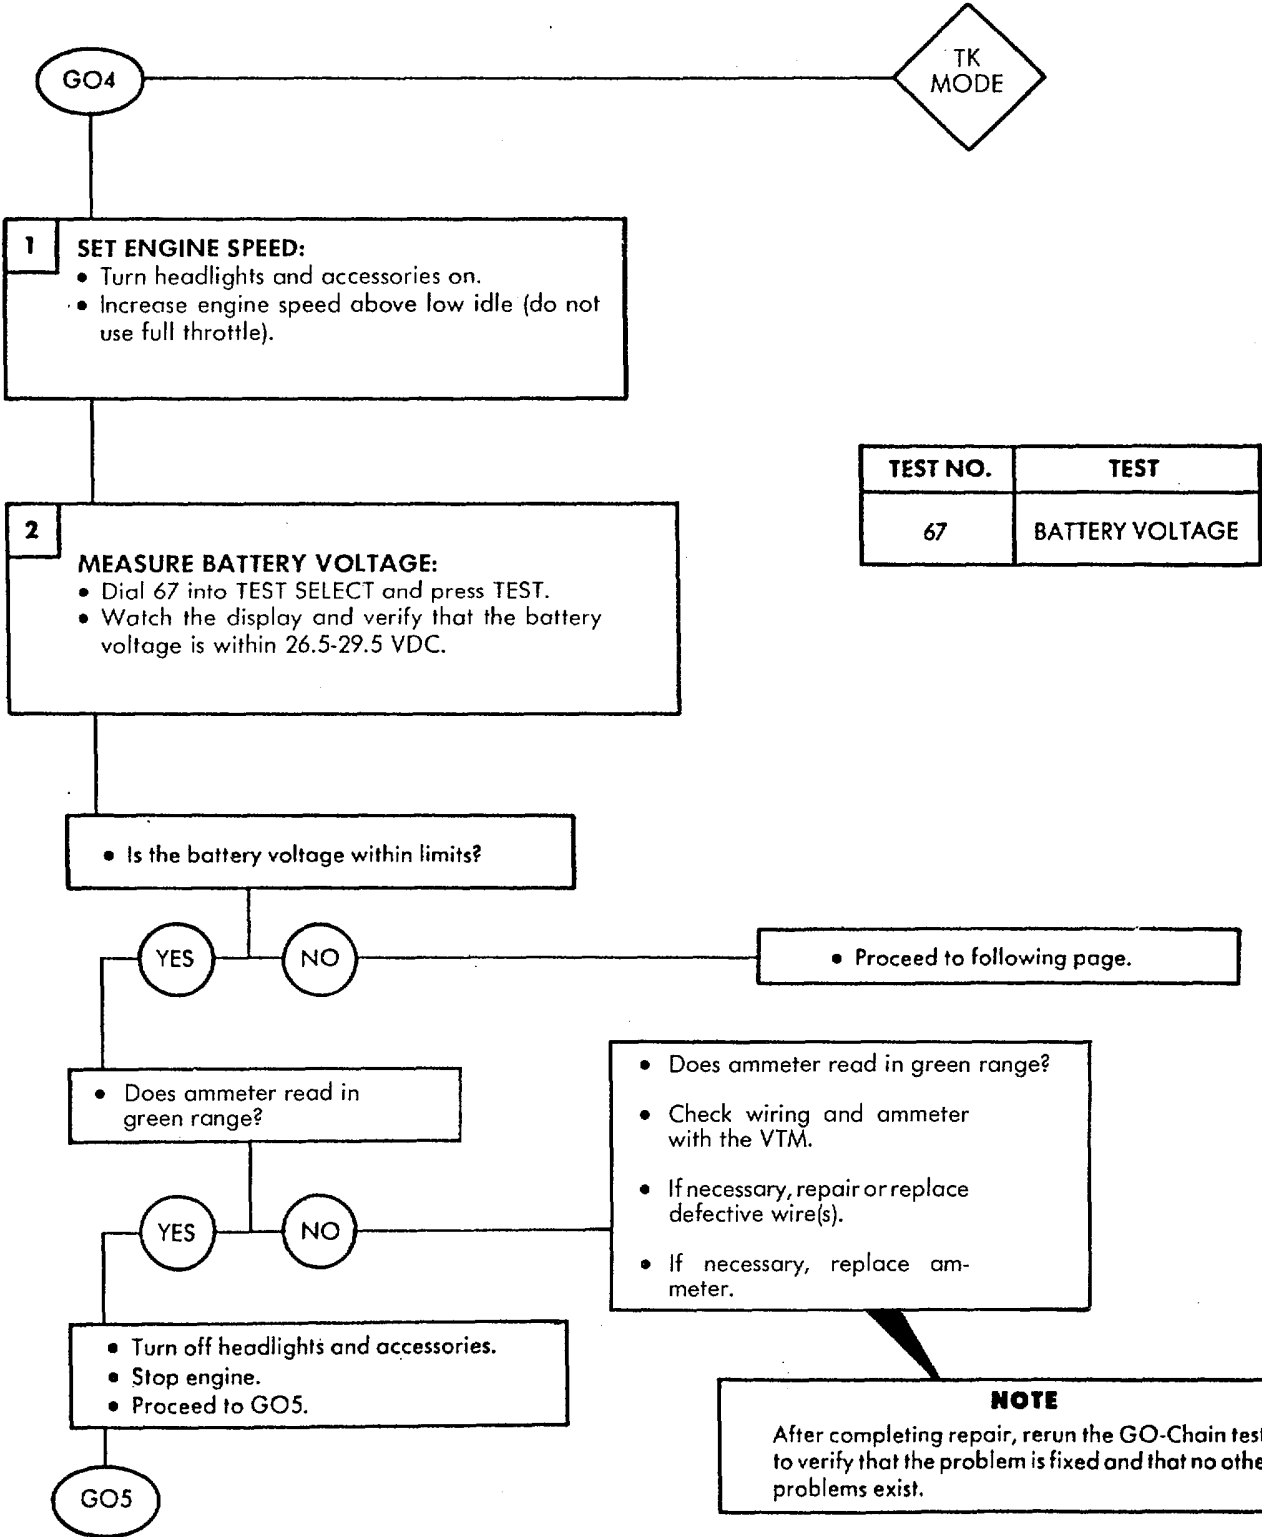 GO4
TK
MODE
1
SET ENGINE SPEED:
• Turn headlights and accessories on.
• Increase engine speed above low idle (do not
use full throttle).
TEST NO. TEST
67 BATTERY VOLTAGE
2
MEASURE BATTERY VOLTAGE:
• Dial 67 into TEST SELECT and press TEST.
• Watch the display and verify that the battery
voltage is within 26.5-29.5 VDC.
• Is the battery voltage within limits?
YES
NO
• Proceed to following page.
• Does ammeter read in
green range?
YES
NO
• Does ammeter read in green range?
• Check wiring and ammeter
with the VTM.
• If necessary, repair or replace
defective wire(s).
• If necessary, replace am-
meter.
• Turn off headlights and accessories.
• Stop engine.
• Proceed to GO5.
NOTE
After completing repair, rerun the GO-Chain test
to verify that the problem is fixed and that no othe
problems exist.
GO5